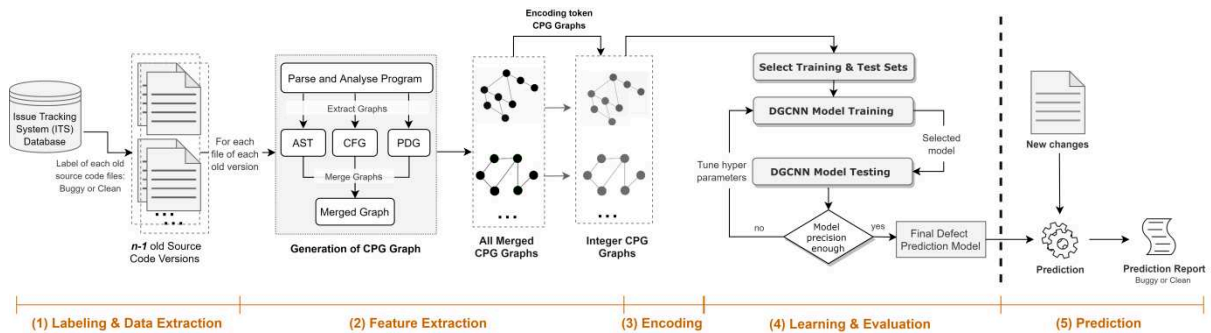 Issue Tracking
System (ITS)
Database
Label of each old
source code files:
Buggy or Clean
n-1 old Source
Code Versions
For each
file of each
old version
Parse and Analyse Program
Extract Graphs
AST
CFG
PDG
Merge Graphs
Merged Graph
Generation of CPG Graph
Encoding token
CPG Graphs
All Merged
CPG Graphs
Integer CPG
Graphs
Select Training & Test Sets
DGCNN Model Training
Selected
model
Tune hyper
parameters
DGCNN Model Testing
Model
precision
enough
no
yes
Final Defect
Prediction Model
New changes
Prediction
Prediction Report
Buggy or Clean
(1) Labeling & Data Extraction
(2) Feature Extraction
(3) Encoding
(4) Learning & Evaluation
(5) Prediction